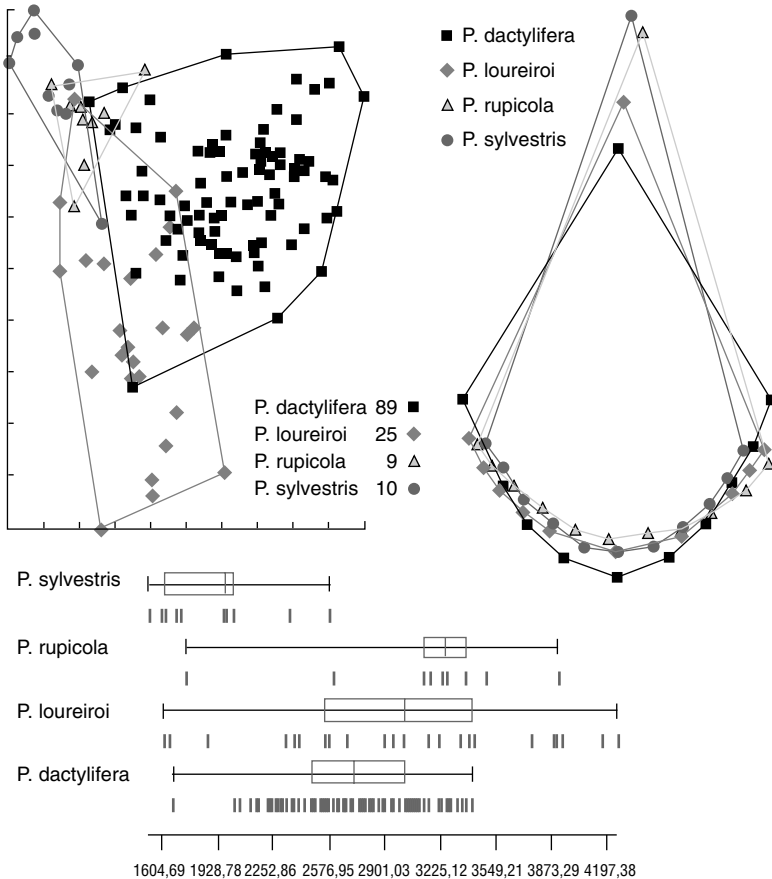 P. dactylifera
P. loureiroi
P. rupicola
P. sylvestris
P. dactylifera 89
P. loureiroi 25
P. rupicola 9
P. sylvestris 10
P. sylvestris
P. rupicola
P. loureiroi
P. dactylifera
1604,69 1928,78 2252,86 2576,95 2901,03 3225,12 3549,21 3873,29 4197,38